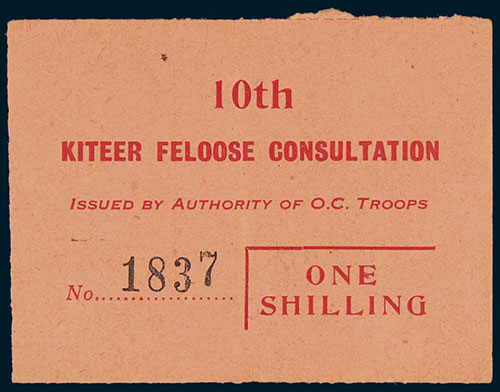 10th
KITEER FELOOSE CONSULTATION
ISSUED BY AUTHORITY OF O.C. TROOPS
No. 1837
ONE
SHILLING